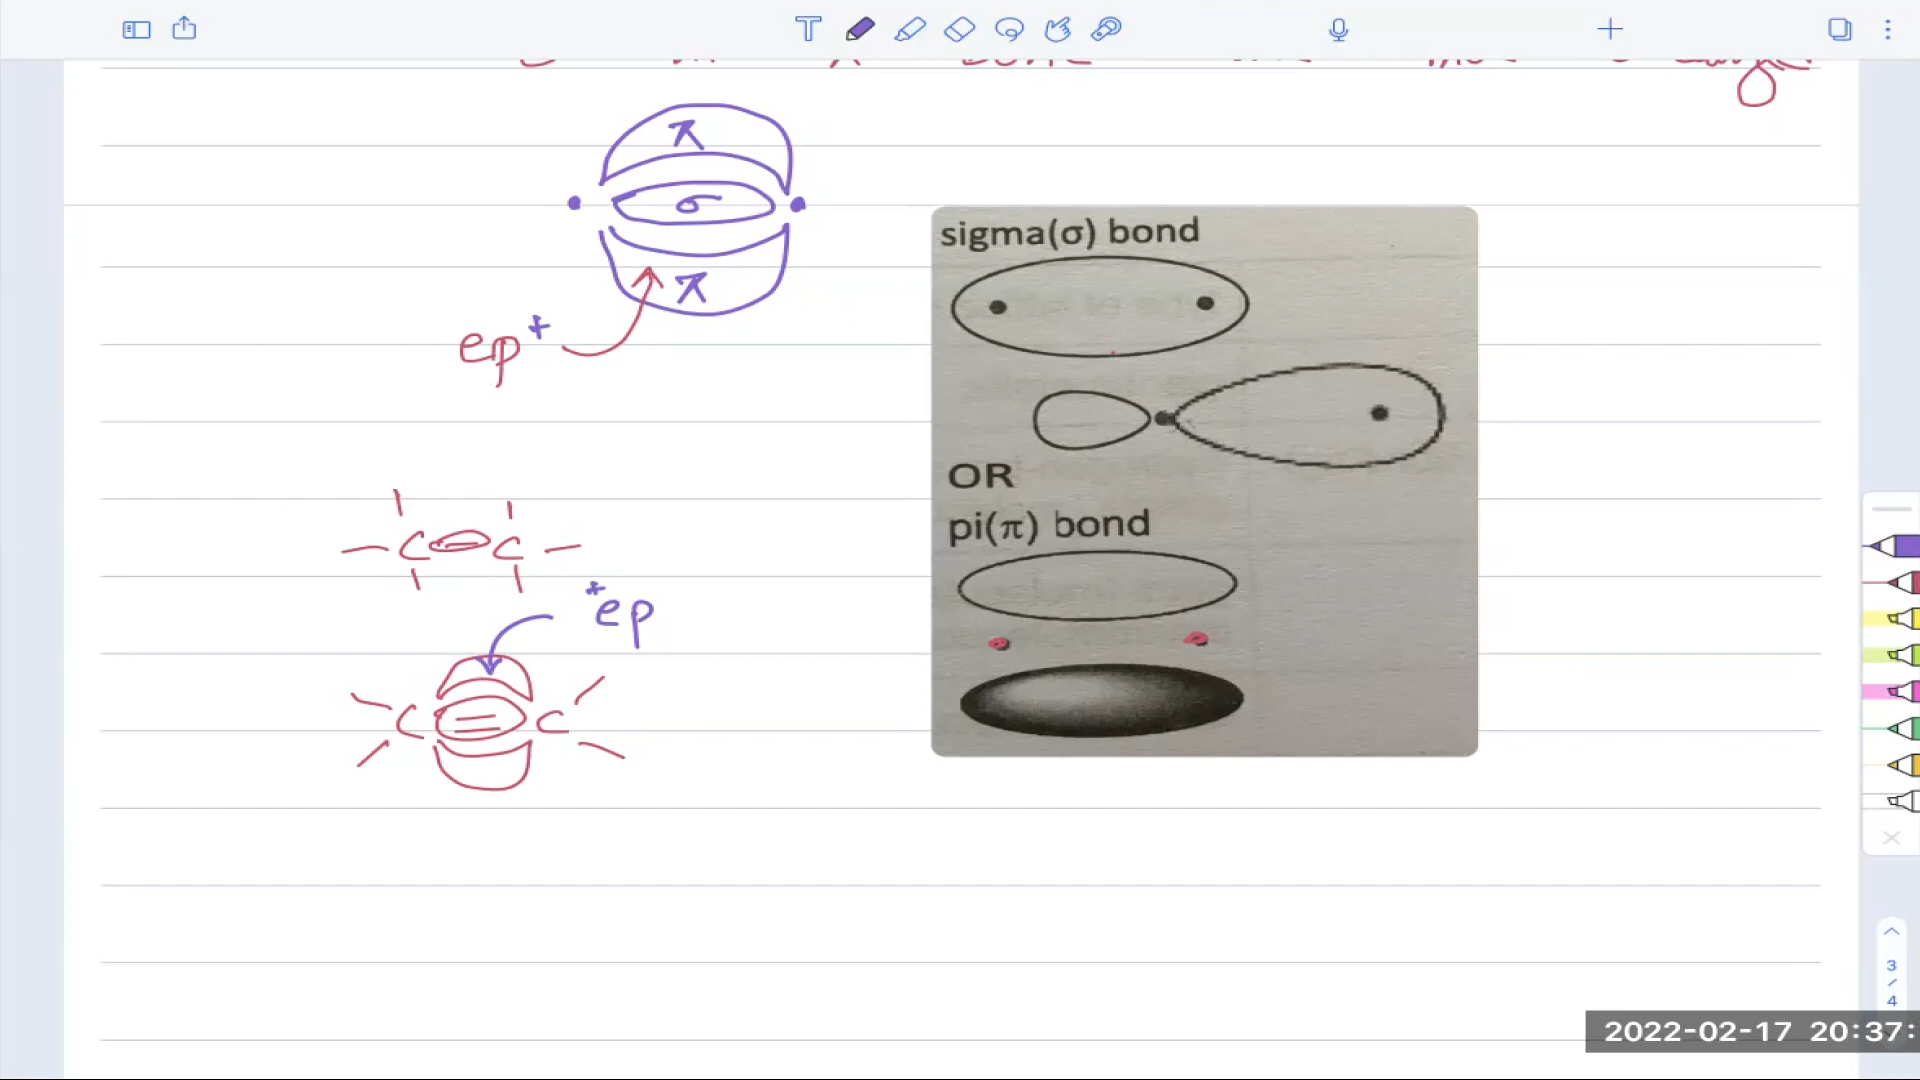 π
σ
π
ep+
sigma(σ) bond
OR
pi(π) bond
C C
+ep
C = C
3
/
4
2022-02-17 20:37: